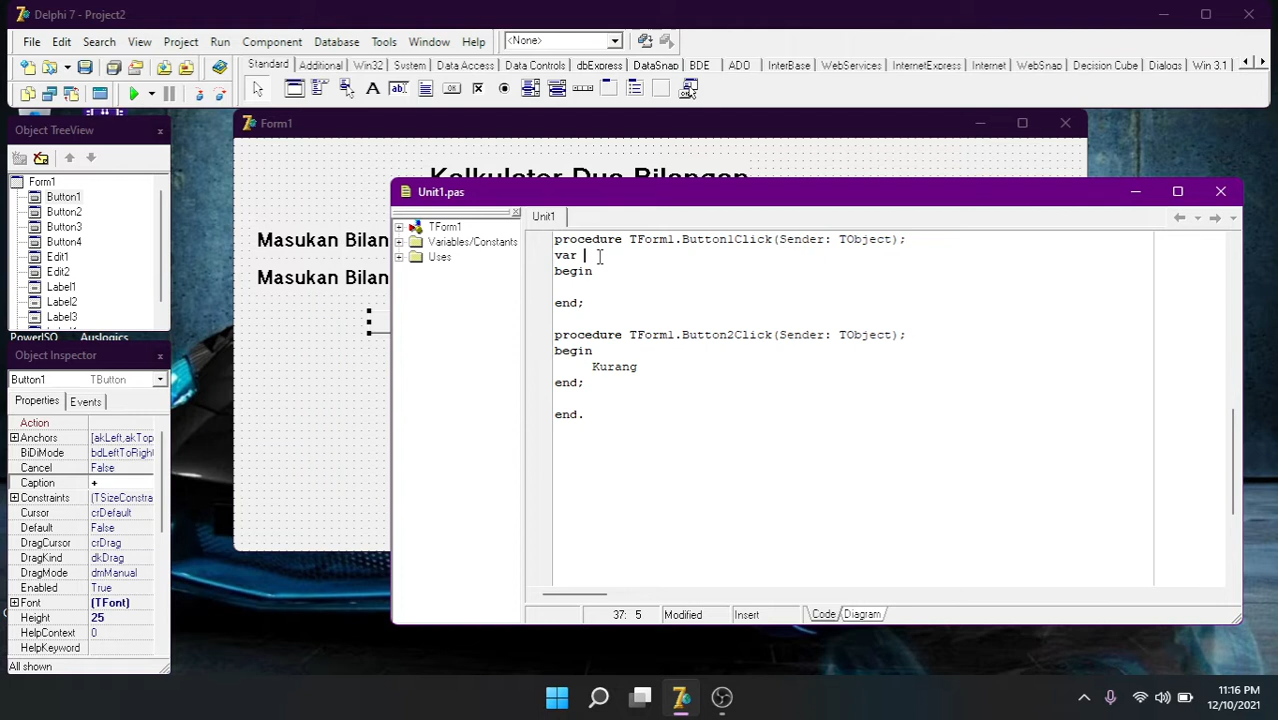 Delphi 7 - Project2
File Edit Search View Project Run Component Database Tools Window Help <None>
Standard Additional Win32 System Data Access Data Controls dbExpress DataSnap BDE ADO InterBase WebServices InternetExpress Internet WebSnap Decision Cube Dialogs Win 3.1
Object TreeView
Form1
Button1
Button2
Button3
Button4
Edit1
Edit2
Label1
Label2
Label3
PowerISO Auslogics
Form1
Kalkulator Dua Bilangan
Masukan Bilan
Masukan Bilan
Unit1.pas
TForm1
Variables/Constants
Uses
Unit1
procedure TForm1.Button1Click(Sender: TObject);
var
begin
end;
procedure TForm1.Button2Click(Sender: TObject);
begin
Kurang
end;
end.
37: 5 Modified Insert Code Diagram
Object Inspector
Button1 TButton
Properties Events
Action
Anchors [akLeft,akTop
BiDiMode bdLeftToRight
Cancel False
Caption +
Constraints (TSizeConstra
Cursor crDefault
Default False
DragCursor crDrag
DragKind dkDrag
DragMode dmManual
Enabled True
Font (TFont)
Height 25
HelpContext 0
HelpKeyword
All shown
11:16 PM
12/10/2021